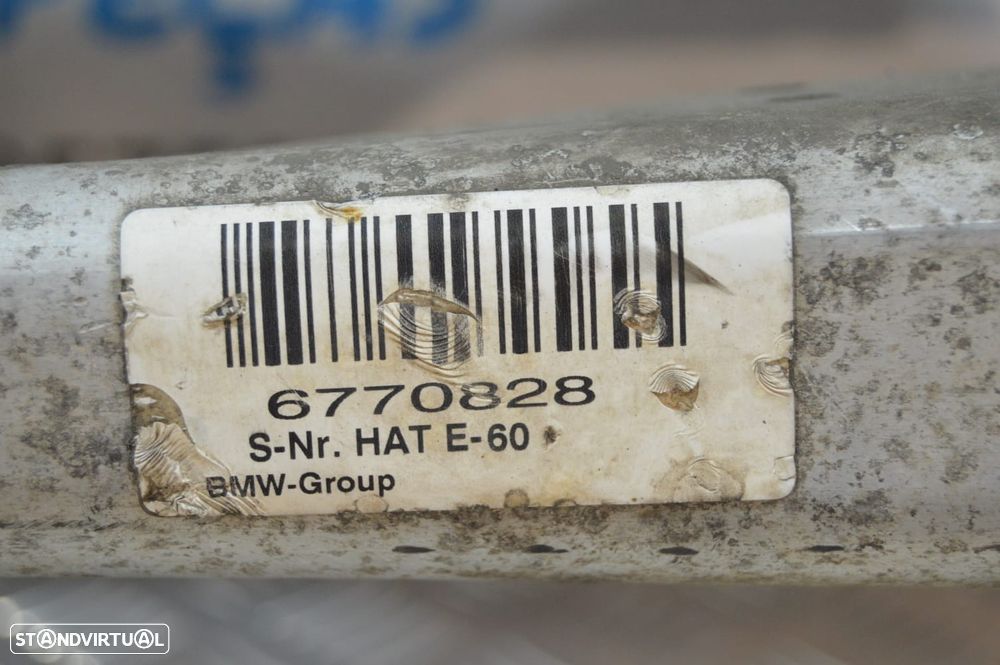 6770828
S-Nr. HAT E-60
BMW-Group
STANDVIRTUAL